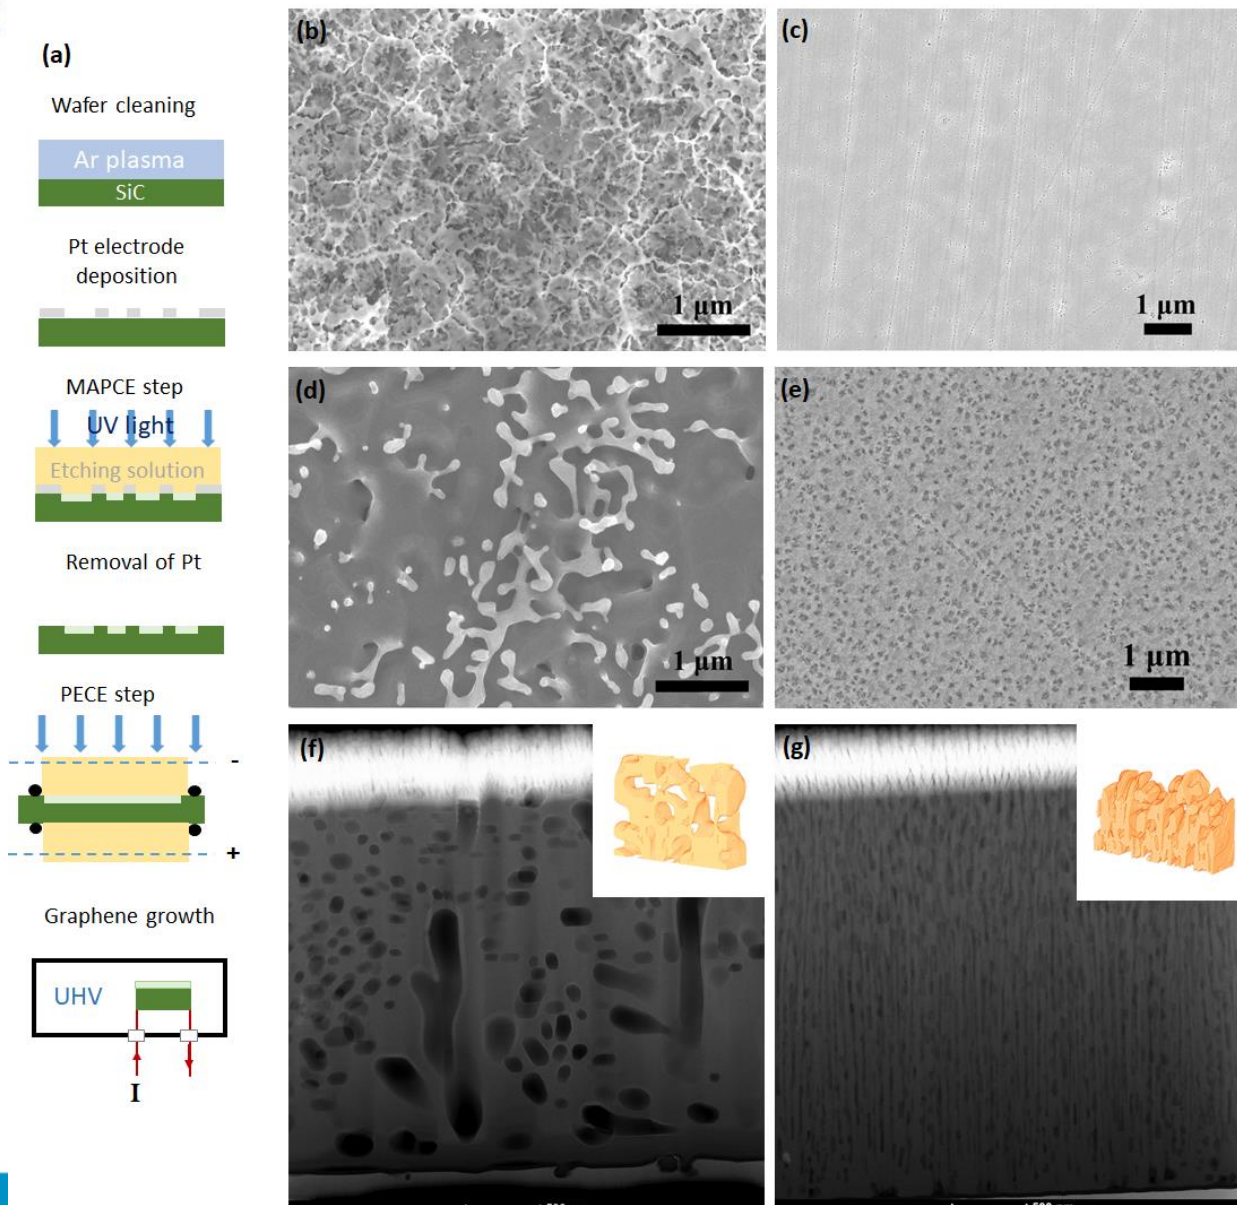 (a)
Wafer cleaning
Ar plasma
SiC
Pt electrode
deposition
MAPCE step
UV light
Etching solution
Removal of Pt
PECE step
-
+
Graphene growth
UHV
I
(b)
1 µm
(c)
1 µm
(d)
1 µm
(e)
1 µm
(f)
(g)